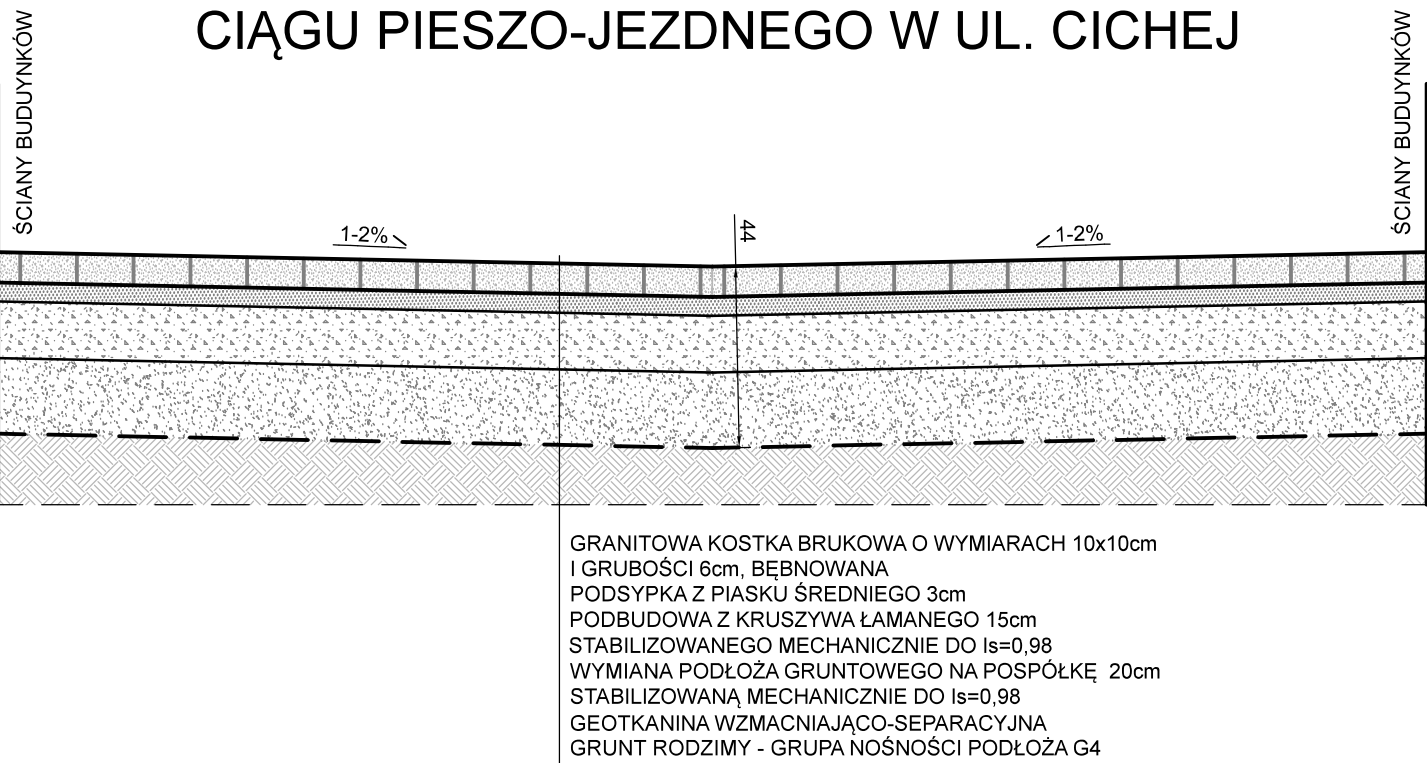 CIĄGU PIESZO-JEZDNEGO W UL. CICHEJ
ŚCIANY BUDUYNKÓW
ŚCIANY BUDUYNKÓW
1-2%
44
1-2%
GRANITOWA KOSTKA BRUKOWA O WYMIARACH 10x10cm
I GRUBOŚCI 6cm, BĘBNOWANA
PODSYPKA Z PIASKU ŚREDNIEGO 3cm
PODBUDOWA Z KRUSZYWA ŁAMANEGO 15cm
STABILIZOWANEGO MECHANICZNIE DO Is=0,98
WYMIANA PODŁOŻA GRUNTOWEGO NA POSPÓŁKĘ 20cm
STABILIZOWANĄ MECHANICZNIE DO Is=0,98
GEOTKANINA WZMACNIAJĄCO-SEPARACYJNA
GRUNT RODZIMY - GRUPA NOŚNOŚCI PODŁOŻA G4